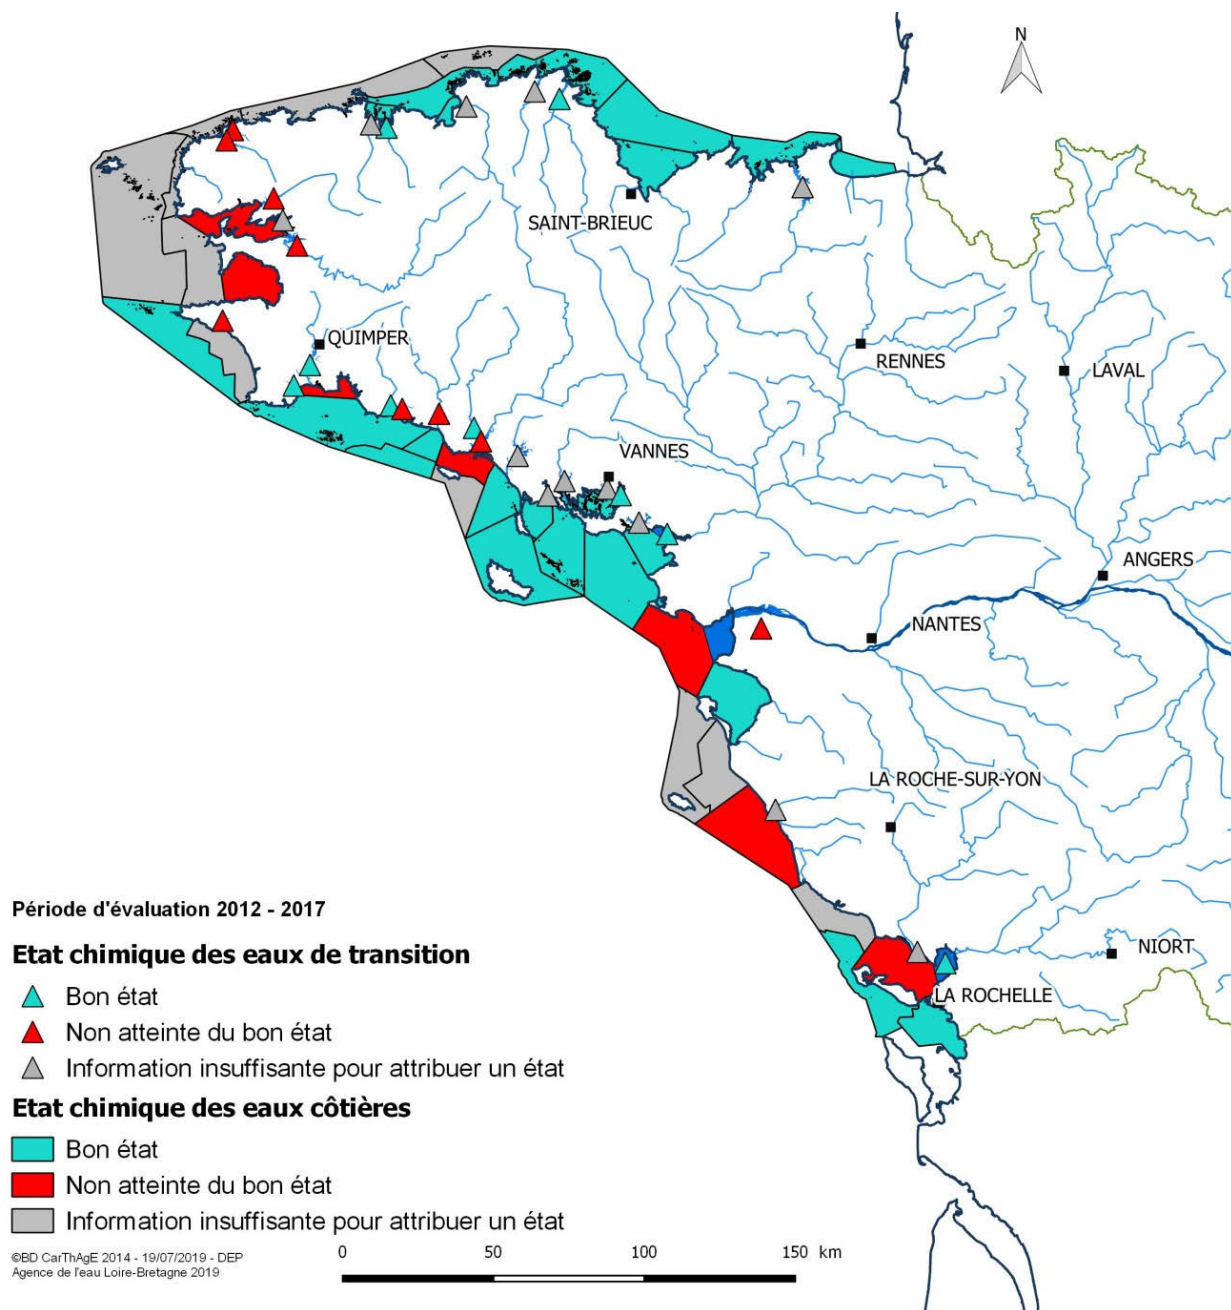 N
SAINT-BRIEUC
QUIMPER
RENNES
LAVAL
VANNES
ANGERS
NANTES
LA ROCHE-SUR-YON
NIORT
LA ROCHELLE
Période d'évaluation 2012 - 2017
Etat chimique des eaux de transition
Bon état
Non atteinte du bon état
Information insuffisante pour attribuer un état
Etat chimique des eaux côtières
Bon état
Non atteinte du bon état
Information insuffisante pour attribuer un état
©BD CarThAgE 2014 - 19/07/2019 - DEP
Agence de l'eau Loire-Bretagne 2019
0 50 100 150 km